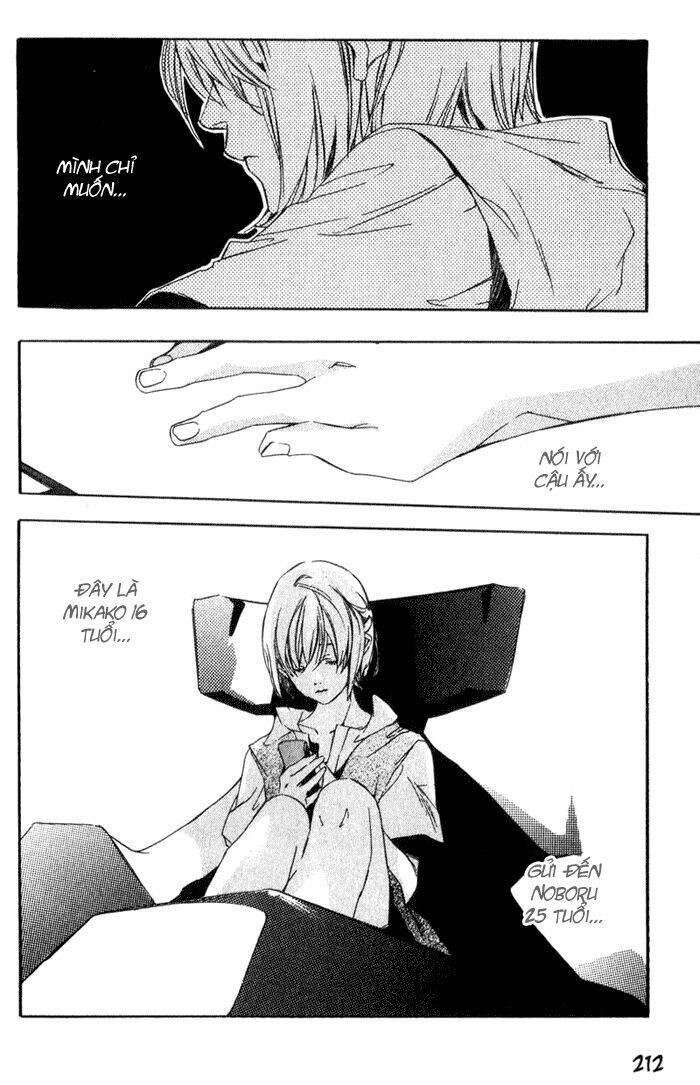 MÌNH CHỈ
MUỐN...
NÓI VỚI
CẬU ẤY...
ĐÂY LÀ
MIKAKO 16
TUỔI...
GỬI ĐẾN
NOBORU
25 TUỔI...
212